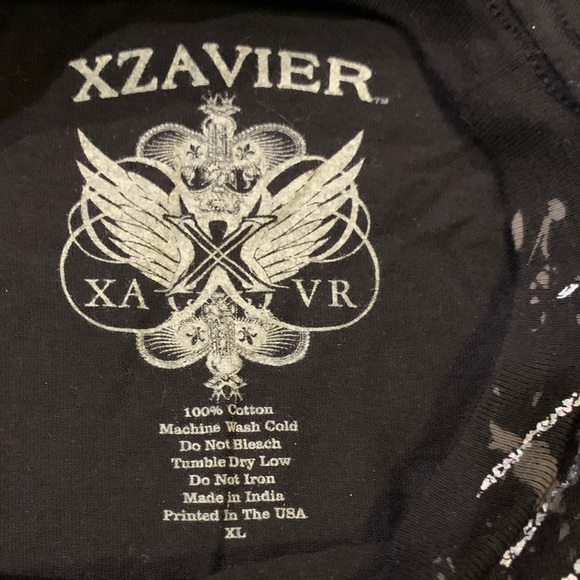 XZAVIER™
X
XA VR
100% Cotton
Machine Wash Cold
Do Not Bleach
Tumble Dry Low
Do Not Iron
Made in India
Printed In The USA
XL